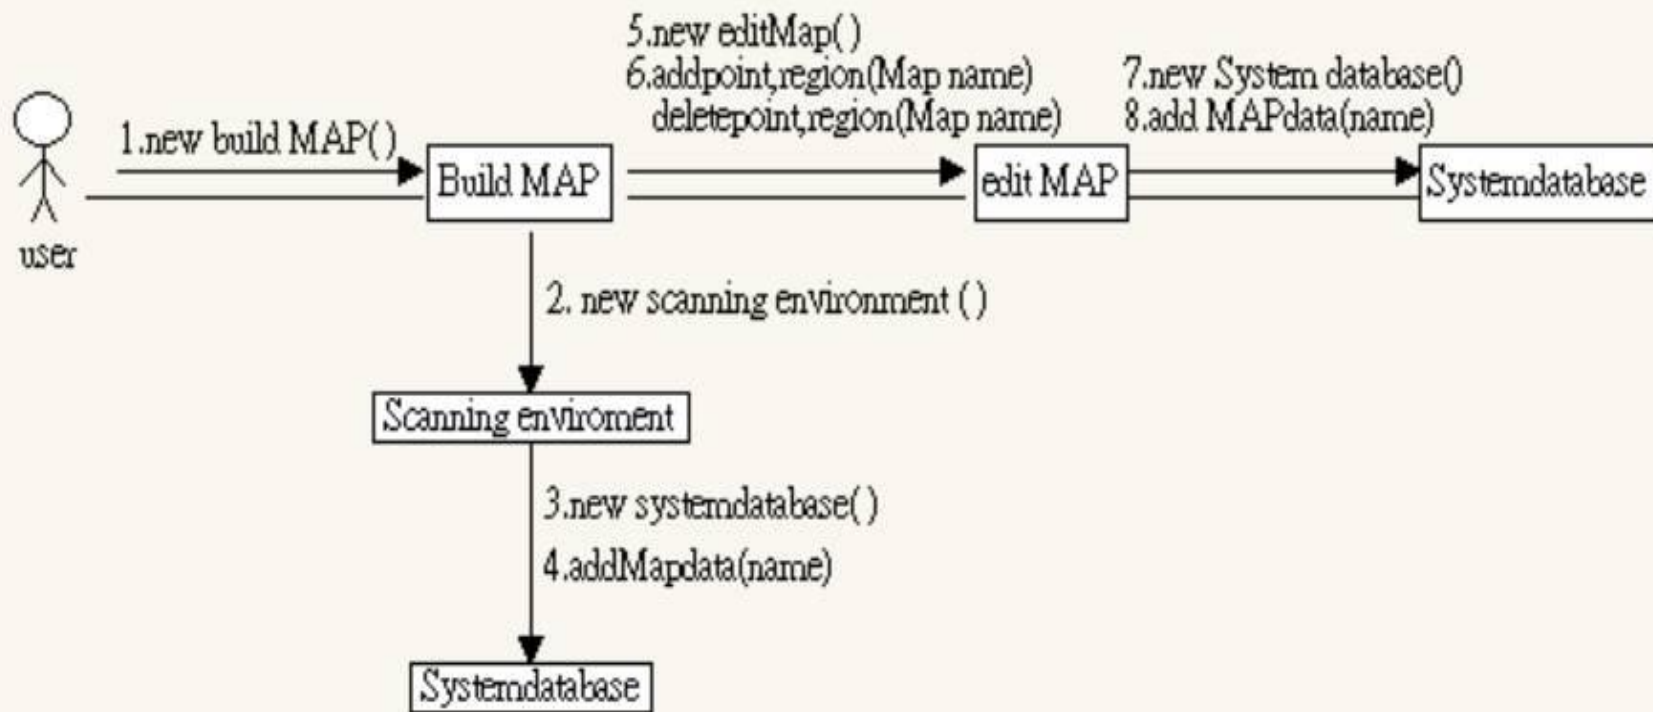 5.new editMap( )
6.addpoint,region(Map name)
deletepoint,region(Map name)
7.new System database()
8.add MAPdata(name)
1.new build MAP( )
Build MAP
edit MAP
Systemdatabase
user
2. new scanning environment ( )
Scanning enviroment
3.new systemdatabase( )
4.addMapdata(name)
Systemdatabase